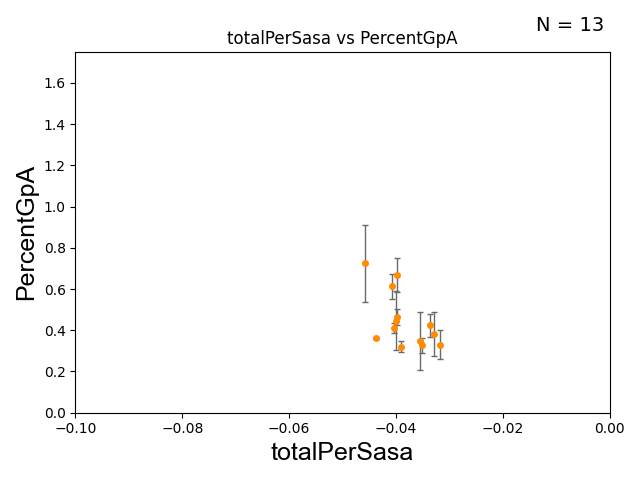 N = 13
totalPerSasa vs PercentGpA
PercentGpA
1.6
1.4
1.2
1.0
0.8
0.6
0.4
0.2
0.0
−0.10 −0.08 −0.06 −0.04 −0.02 0.00
totalPerSasa